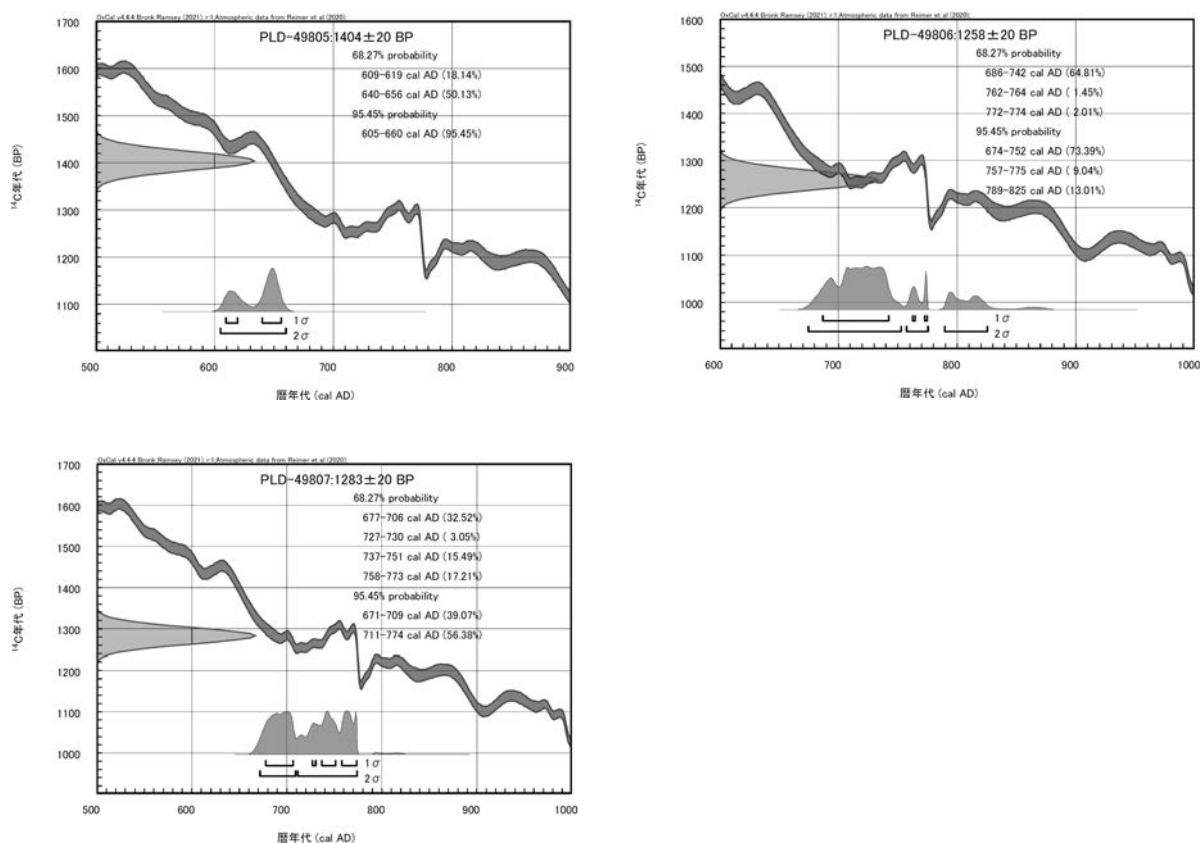 OxCal v4.4.4 Bronk Ramsey (2021); r:1 Atmospheric data from Reimer et al (2020)
PLD-49805:1404±20 BP
68.27% probability
609-619 cal AD (18.14%)
640-656 cal AD (50.13%)
95.45% probability
605-660 cal AD (95.45%)
1700
1600
1500
1400
1300
1200
1100
14C年代 (BP)
1σ
2σ
500
600
700
800
900
暦年代 (cal AD)
OxCal v4.4.4 Bronk Ramsey (2021); r:1 Atmospheric data from Reimer et al (2020)
PLD-49806:1258±20 BP
68.27% probability
686-742 cal AD (64.81%)
762-764 cal AD ( 1.45%)
772-774 cal AD ( 2.01%)
95.45% probability
674-752 cal AD (73.39%)
757-775 cal AD ( 9.04%)
789-825 cal AD (13.01%)
1600
1500
1400
1300
1200
1100
1000
14C年代 (BP)
1σ
2σ
600
700
800
900
1000
暦年代 (cal AD)
OxCal v4.4.4 Bronk Ramsey (2021); r:1 Atmospheric data from Reimer et al (2020)
PLD-49807:1283±20 BP
68.27% probability
677-706 cal AD (32.52%)
727-730 cal AD ( 3.05%)
737-751 cal AD (15.49%)
758-773 cal AD (17.21%)
95.45% probability
671-709 cal AD (39.07%)
711-774 cal AD (56.38%)
1700
1600
1500
1400
1300
1200
1100
1000
14C年代 (BP)
1σ
2σ
500
600
700
800
900
1000
暦年代 (cal AD)